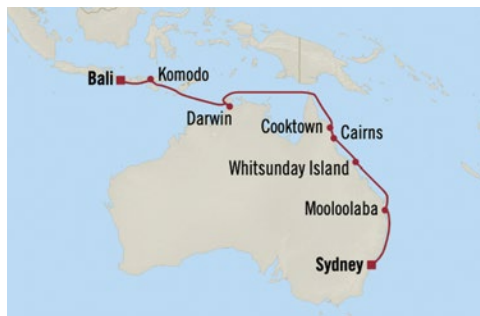 Bali
Komodo
Darwin
Cooktown
Cairns
Whitsunday Island
Mooloolaba
Sydney